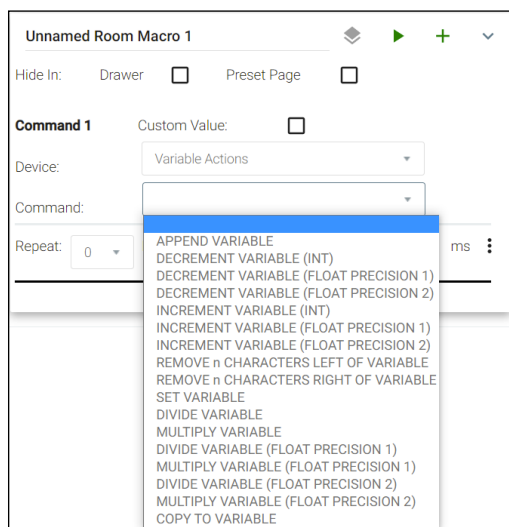 Unnamed Room Macro 1
Hide In: Drawer Preset Page
Command 1 Custom Value:
Device: Variable Actions
Command:
Repeat: 0 ms
APPEND VARIABLE
DECREMENT VARIABLE (INT)
DECREMENT VARIABLE (FLOAT PRECISION 1)
DECREMENT VARIABLE (FLOAT PRECISION 2)
INCREMENT VARIABLE (INT)
INCREMENT VARIABLE (FLOAT PRECISION 1)
INCREMENT VARIABLE (FLOAT PRECISION 2)
REMOVE n CHARACTERS LEFT OF VARIABLE
REMOVE n CHARACTERS RIGHT OF VARIABLE
SET VARIABLE
DIVIDE VARIABLE
MULTIPLY VARIABLE
DIVIDE VARIABLE (FLOAT PRECISION 1)
MULTIPLY VARIABLE (FLOAT PRECISION 1)
DIVIDE VARIABLE (FLOAT PRECISION 2)
MULTIPLY VARIABLE (FLOAT PRECISION 2)
COPY TO VARIABLE